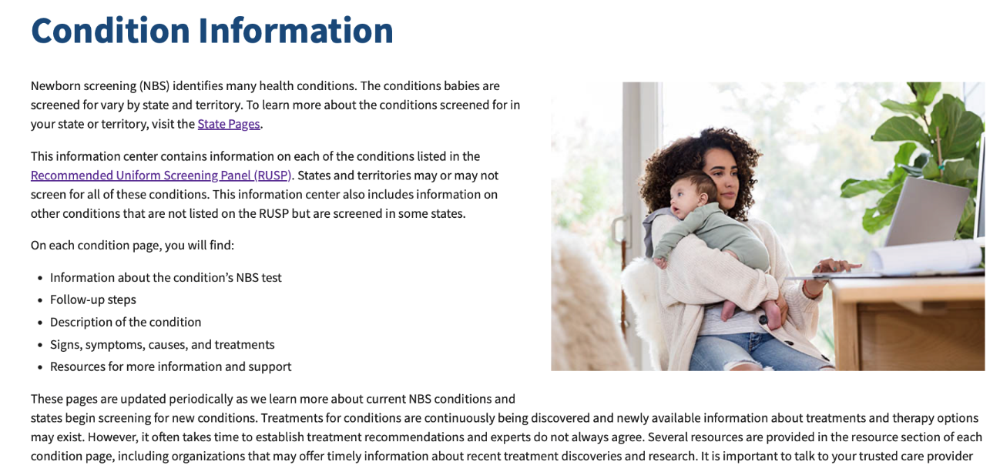 Condition Information
Newborn screening (NBS) identifies many health conditions. The conditions babies are
screened for vary by state and territory. To learn more about the conditions screened for in
your state or territory, visit the State Pages.
This information center contains information on each of the conditions listed in the
Recommended Uniform Screening Panel (RUSP). States and territories may or may not
screen for all of these conditions. This information center also includes information on
other conditions that are not listed on the RUSP but are screened in some states.
On each condition page, you will find:
• Information about the condition’s NBS test
• Follow-up steps
• Description of the condition
• Signs, symptoms, causes, and treatments
• Resources for more information and support
These pages are updated periodically as we learn more about current NBS conditions and
states begin screening for new conditions. Treatments for conditions are continuously being discovered and newly available information about treatments and therapy options
may exist. However, it often takes time to establish treatment recommendations and experts do not always agree. Several resources are provided in the resource section of each
condition page, including organizations that may offer timely information about recent treatment discoveries and research. It is important to talk to your trusted care provider